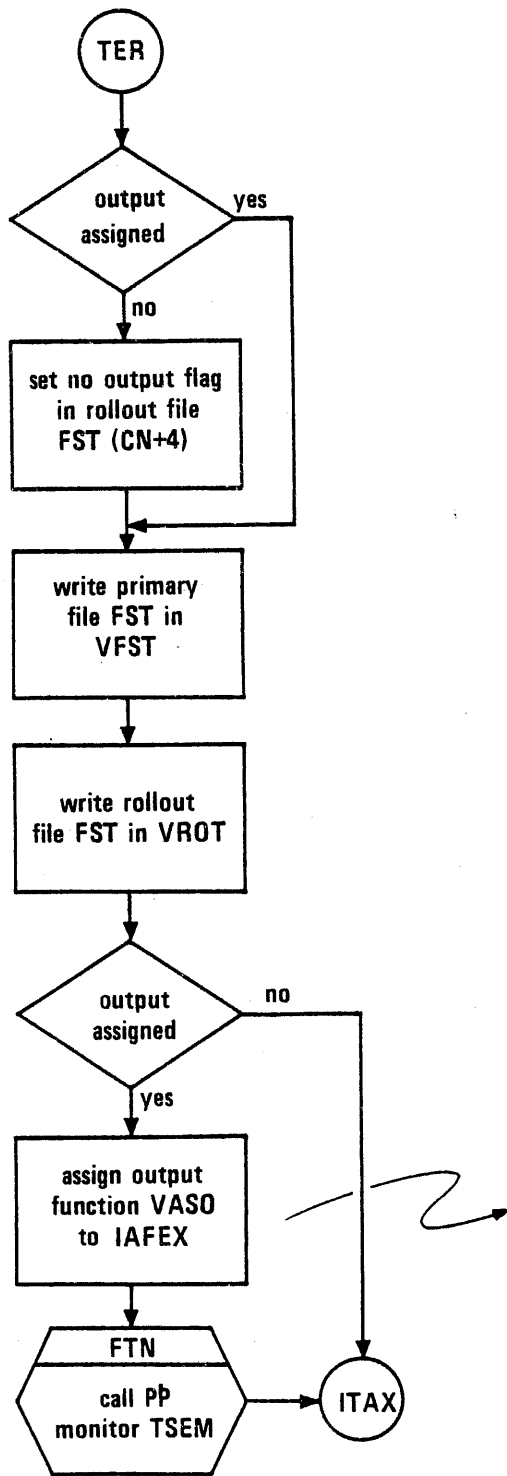 TER
output
assigned
yes
no
set no output flag
in rollout file
FST (CN+4)
write primary
file FST in
VFST
write rollout
file FST in VROT
output
assigned
no
yes
assign output
function VASO
to IAFEX
FTN
call PP
monitor TSEM
ITAX